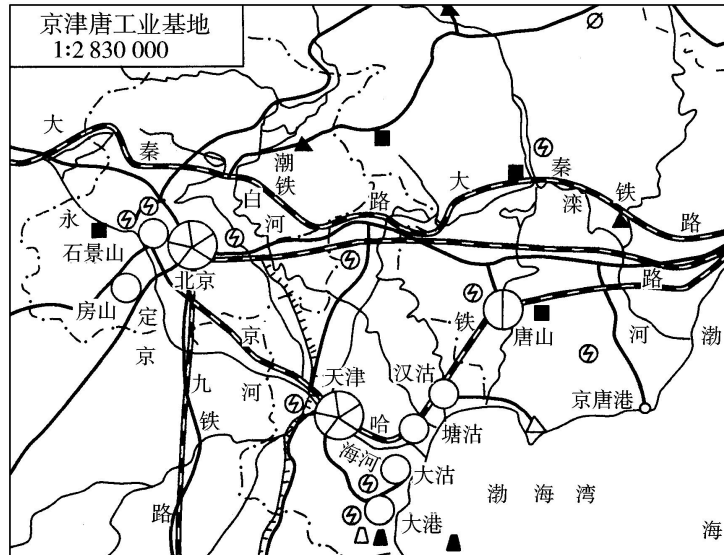 京津唐工业基地
1:2 830 000
大
秦
潮
铁
白
河
路
大
秦
滦
铁
路
永
石景山
北京
房山
定
京
河
京
九
铁
路
天津
哈
汉沽
铁
唐山
路
河
渤
塘沽
京唐港
海河
大沽
大港
渤海湾
海